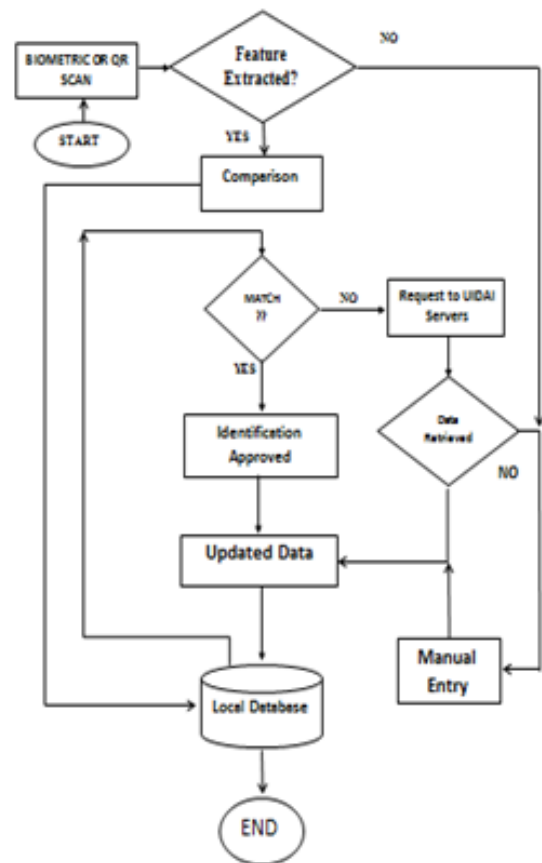 NO
BIOMETRIC OR QR
SCAN
Feature
Extracted?
START
YES
Comparison
MATCH
??
NO
Request to UIDAI
Servers
YES
Data
Retrieved
Identification
Approved
NO
Updated Data
Manual
Entry
Local Database
END